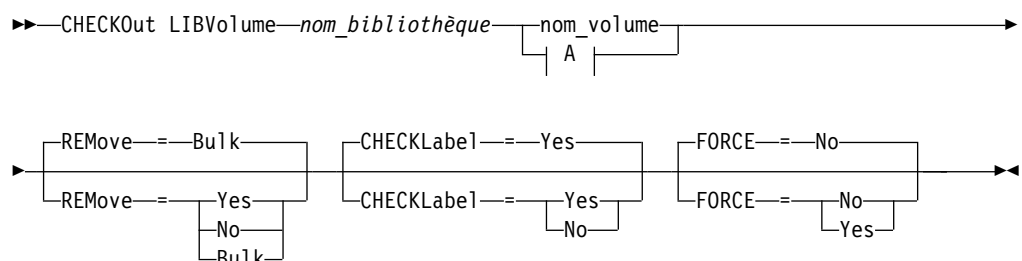 CHECKOut LIBVolume nom_bibliothèque nom_volume
A
REMove = Bulk CHECKLabel = Yes FORCE = No
REMove = Yes CHECKLabel = Yes FORCE = No
No No Yes
Bulk